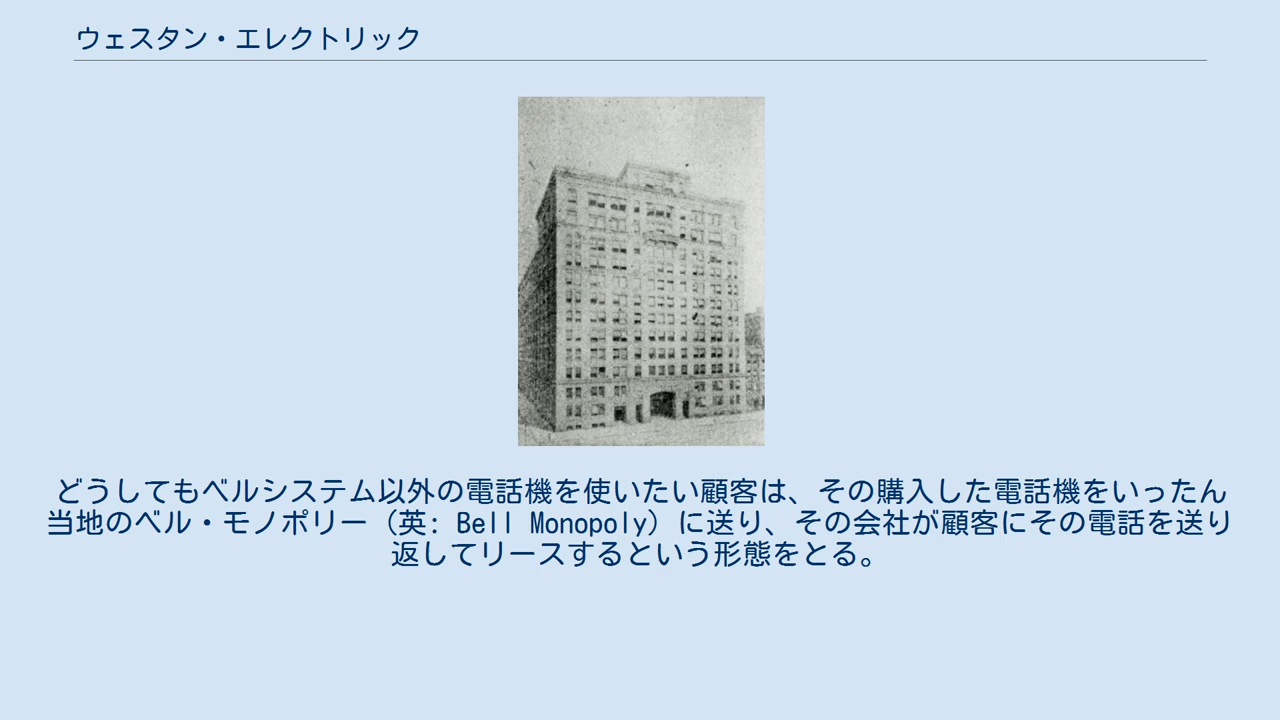 ウェスタン・エレクトリック
どうしてもベルシステム以外の電話機を使いたい顧客は、その購入した電話機をいったん
当地のベル・モノポリー（英: Bell Monopoly）に送り、その会社が顧客にその電話を送り
返してリースするという形態をとる。